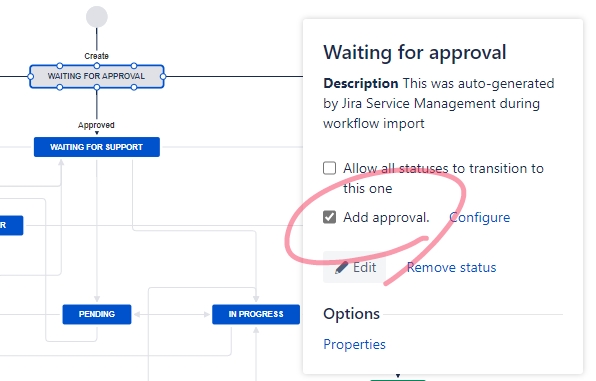 Create
WAITING FOR APPROVAL
Approved
WAITING FOR SUPPORT
R
PENDING
IN PROGRESS
Waiting for approval
Description This was auto-generated
by Jira Service Management during
workflow import
Allow all statuses to transition to
this one
Add approval. Configure
Edit Remove status
Options
Properties